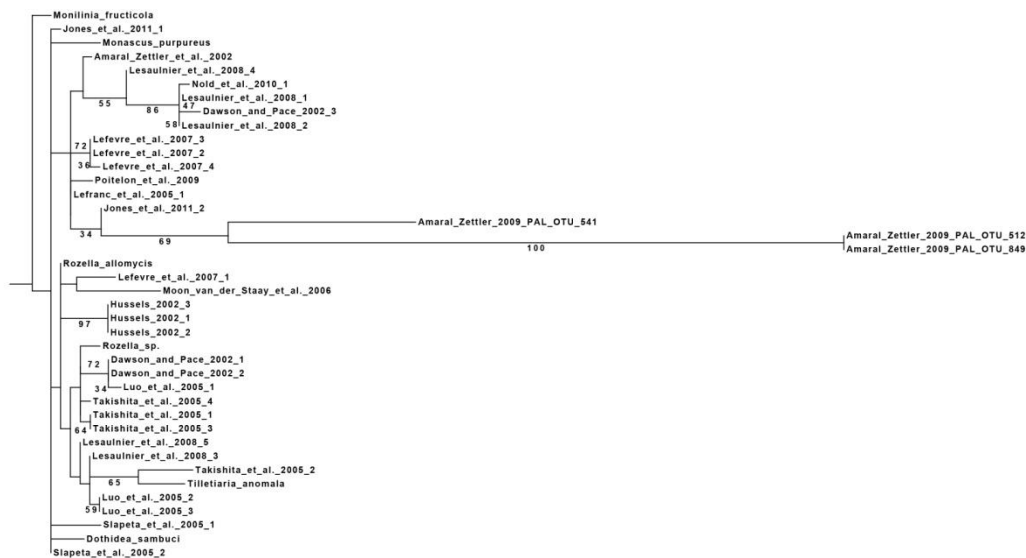 Monilinia_fructicola
Jones_et_al._2011_1
Monascus_purpureus
Amaral_Zettler_et_al._2002
Lesaulnier_et_al._2008_4
Nold_et_al._2010_1
55
86
Lesaulnier_et_al._2008_1
47
Dawson_and_Pace_2002_3
58
Lesaulnier_et_al._2008_2
Lefevre_et_al._2007_3
72
Lefevre_et_al._2007_2
36
Lefevre_et_al._2007_4
Poitelon_et_al._2009
Lefranc_et_al._2005_1
Jones_et_al._2011_2
Amaral_Zettler_2009_PAL_OTU_541
34
69
Amaral_Zettler_2009_PAL_OTU_512
100
Amaral_Zettler_2009_PAL_OTU_849
Rozella_allomycis
Lefevre_et_al._2007_1
Moon_van_der_Staay_et_al._2006
Hussels_2002_3
Hussels_2002_1
97
Hussels_2002_2
Rozella_sp.
Dawson_and_Pace_2002_1
72
Dawson_and_Pace_2002_2
34
Luo_et_al._2005_1
Takishita_et_al._2005_4
Takishita_et_al._2005_1
64
Takishita_et_al._2005_3
Lesaulnier_et_al._2008_5
Lesaulnier_et_al._2008_3
Takishita_et_al._2005_2
65
Tilletiaria_anomala
Luo_et_al._2005_2
59
Luo_et_al._2005_3
Slapeta_et_al._2005_1
Dothidea_sambuci
Slapeta_et_al._2005_2